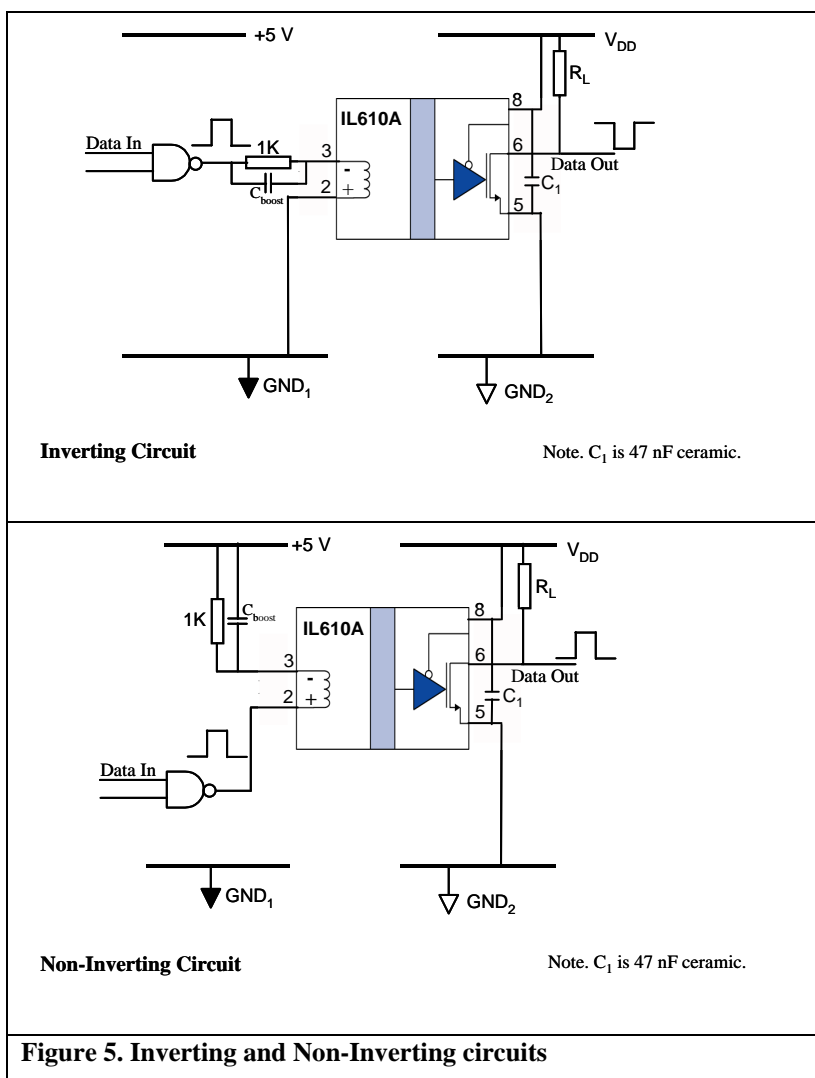 +5 V
V_DD
R_L
8
IL610A
Data In
1K
3
-
6
Data Out
C_boost
2
+
C_1
5
GND_1
GND_2
Inverting Circuit
Note. C_1 is 47 nF ceramic.
+5 V
V_DD
R_L
1K
C_boost
8
IL610A
3
-
6
Data Out
2
+
C_1
5
Data In
GND_1
GND_2
Non-Inverting Circuit
Note. C_1 is 47 nF ceramic.
Figure 5. Inverting and Non-Inverting circuits